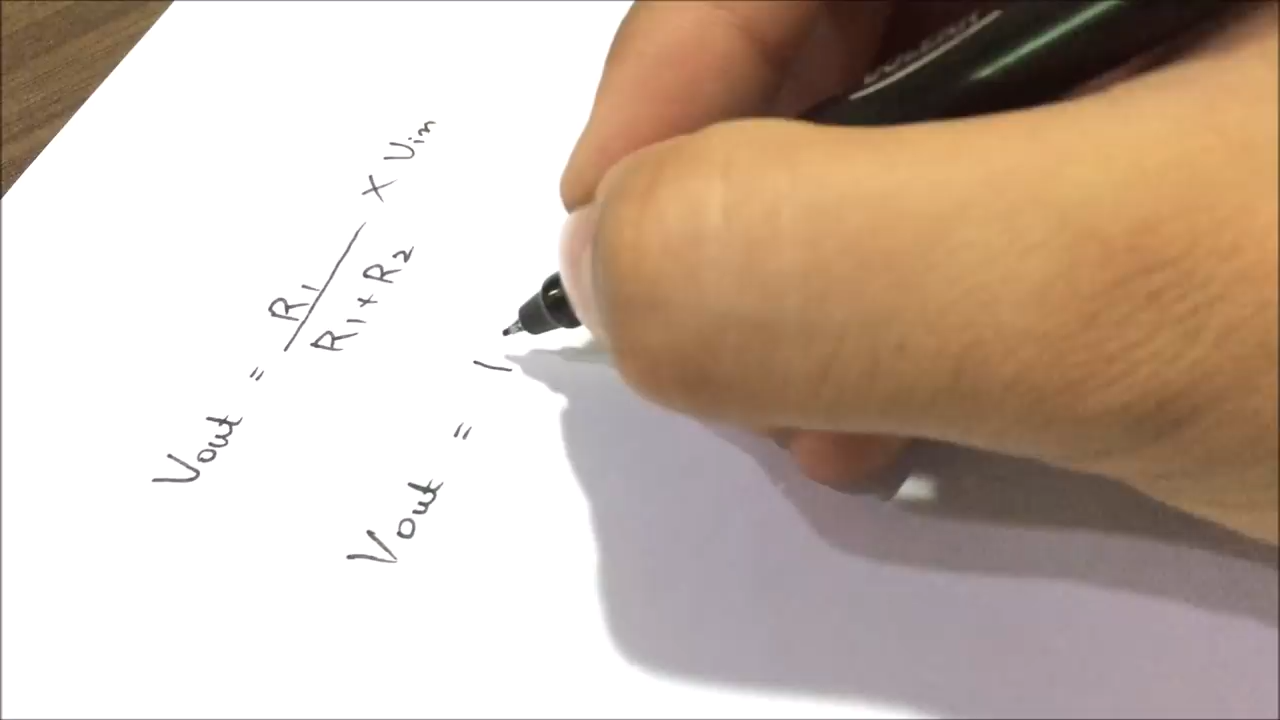 Vout = R1 / R1 + R2 × Vin
Vout = 1